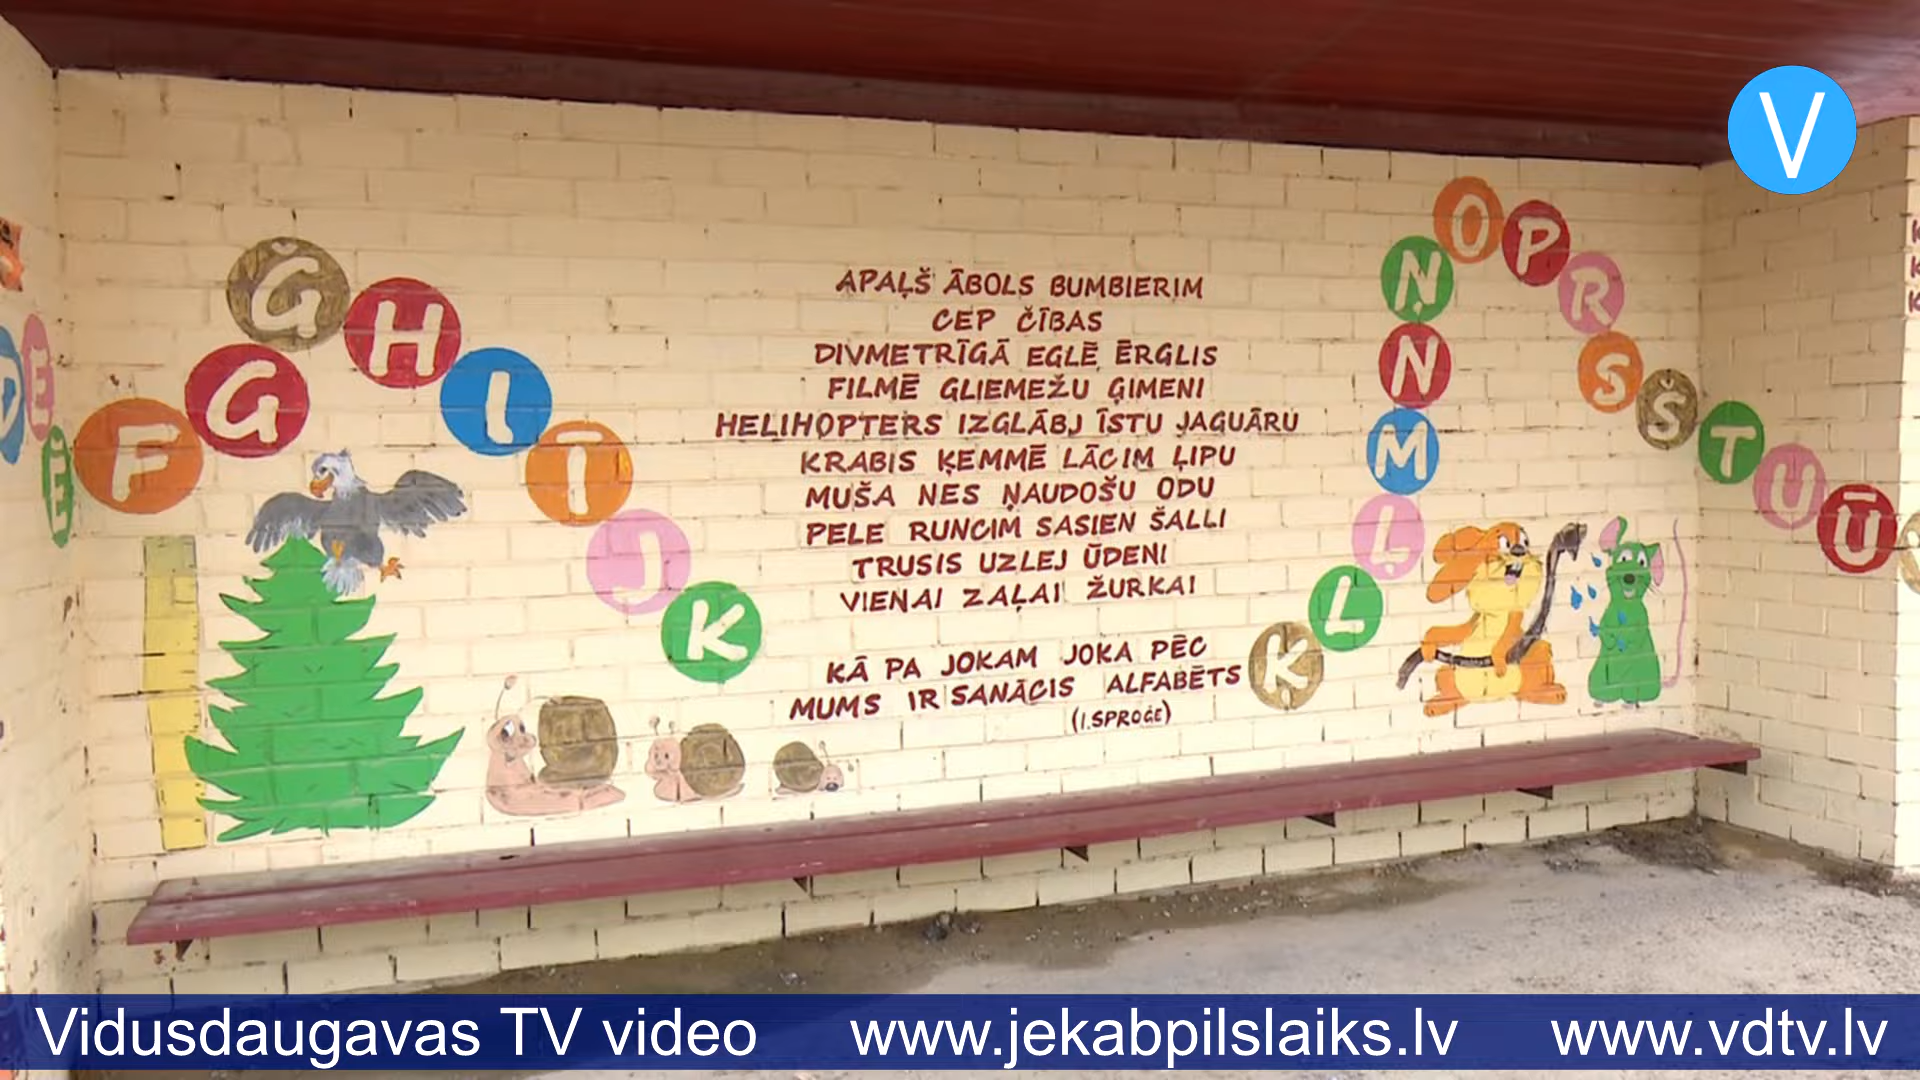 V
D E Ē F G Ģ H I Ī J K
APAĻŠ ĀBOLS BUMBIERIM
CEP ČĪBAS
DIVMETRĪGĀ EGLĒ ĒRGLIS
FILMĒ GLIEMEŽU ĢIMENI
HELIHOPTERS IZGLĀBJ ĪSTU JAGUĀRU
KRABIS ĶEMMĒ LĀCIM ĻIPU
MUŠA NES ŅAUDOŠU ODU
PELE RUNCIM SASIEN ŠALLI
TRUSIS UZLEJ ŪDENI
VIENAI ZAĻAI ŽURKAI
KĀ PA JOKAM JOKA PĒC
MUMS IR SANĀCIS ALFABĒTS
(I.SPROĢE)
Ķ L Ļ M N Ņ O P R S Š T U Ū
Vidusdaugavas TV video www.jekabpilslaiks.lv www.vdtv.lv